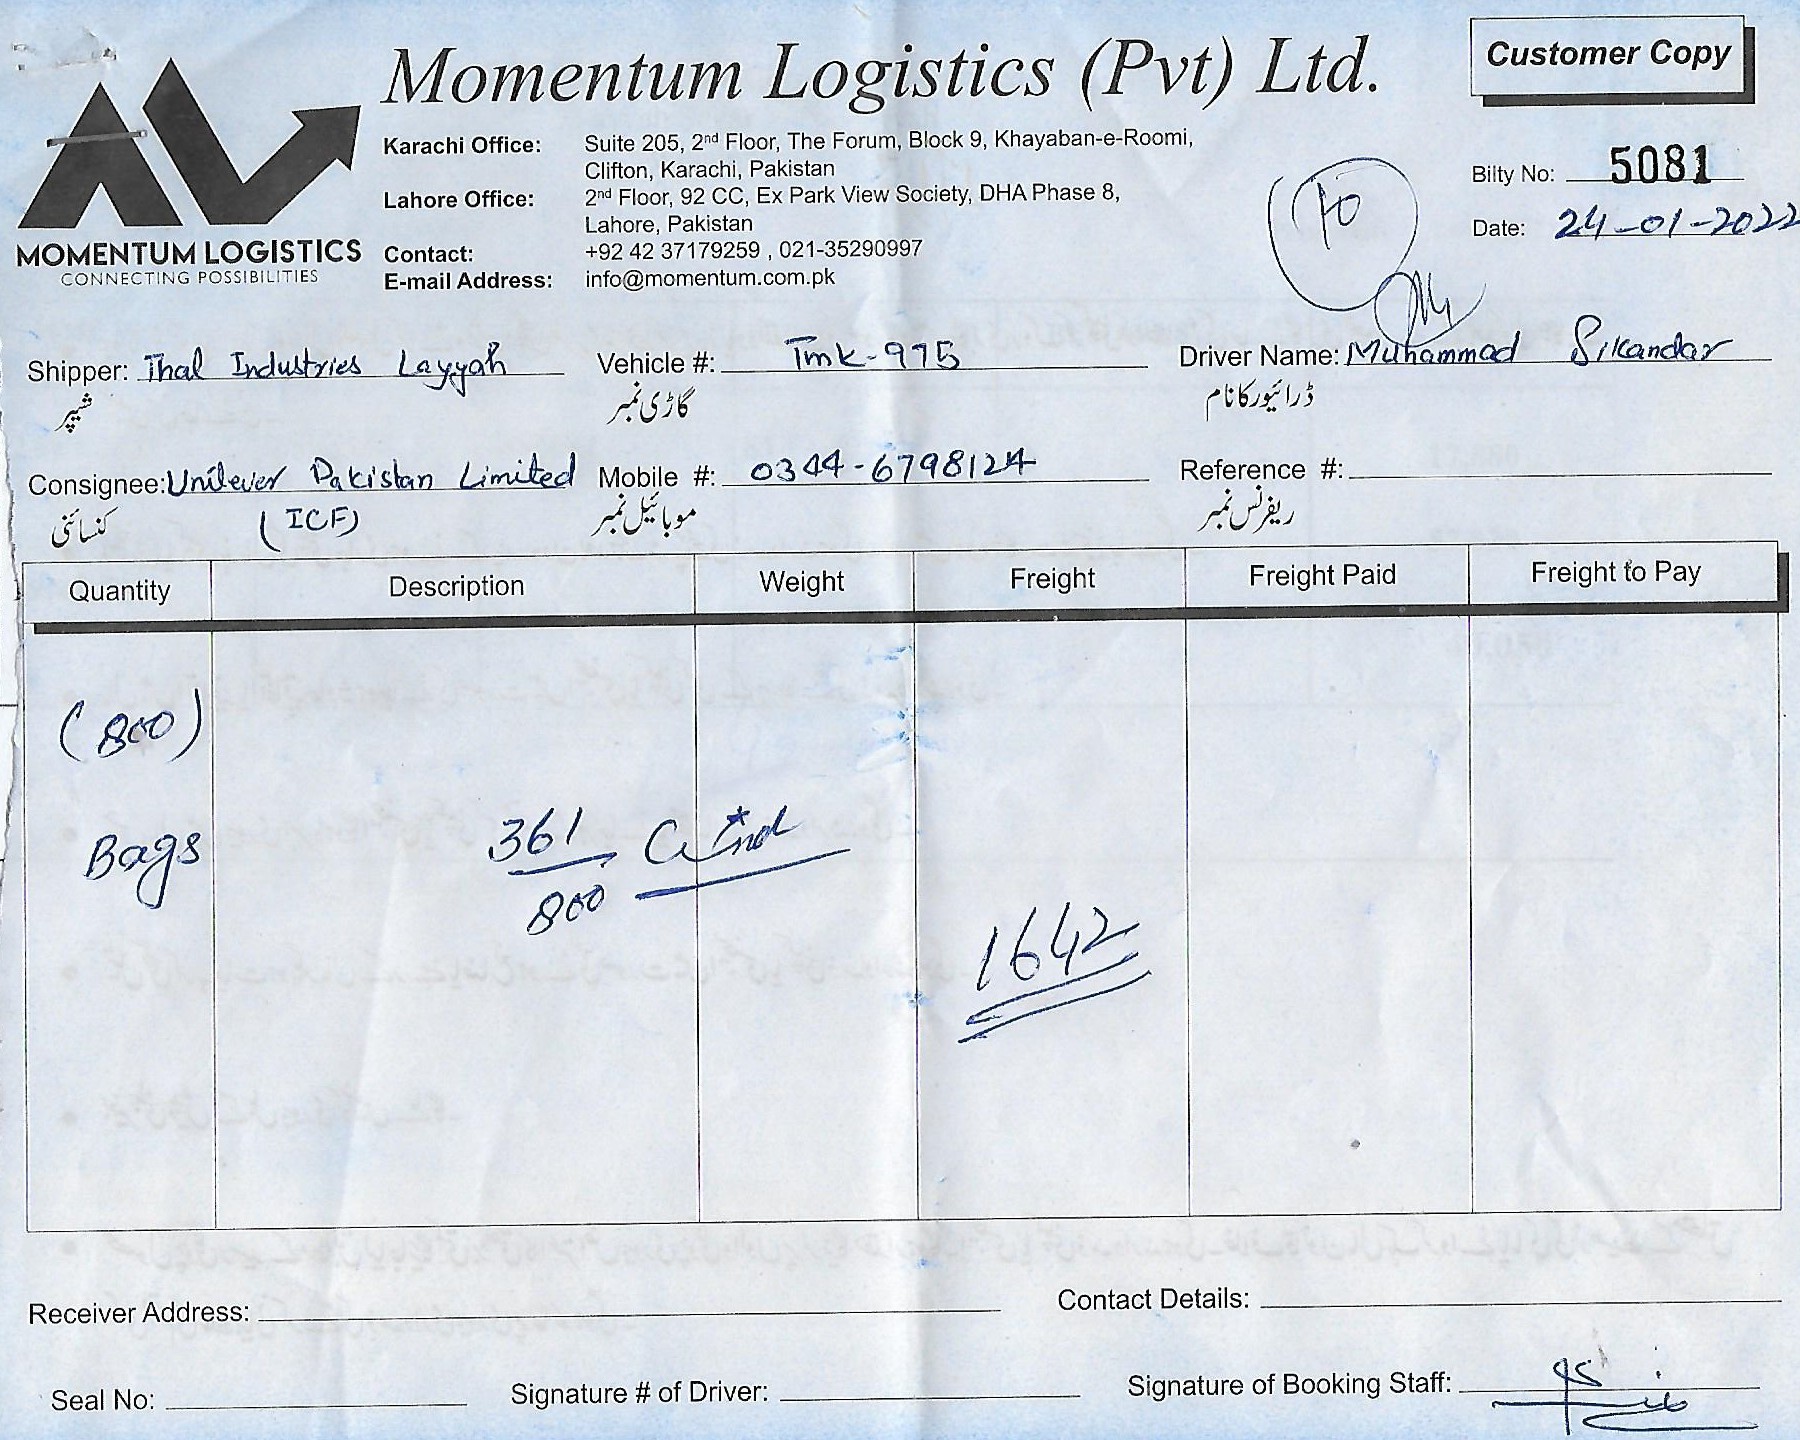 Momentum Logistics (Pvt) Ltd.
Customer Copy
MOMENTUM LOGISTICS
CONNECTING POSSIBILITIES
Karachi Office: Suite 205, 2nd Floor, The Forum, Block 9, Khayaban-e-Roomi,
Clifton, Karachi, Pakistan
Lahore Office: 2nd Floor, 92 CC, Ex Park View Society, DHA Phase 8,
Lahore, Pakistan
Contact: +92 42 37179259 , 021-35290997
E-mail Address: info@momentum.com.pk
Bilty No: 5081
Date: 24-01-2022
Shipper: Thal Industries Layyah Vehicle #: Tmk-975 Driver Name: Muhammad Sikandar
شپر گاڑی نمبر ڈرائیور کا نام
Consignee: Unilever Pakistan Limited Mobile #: 0344-6798124 Reference #:
کنسائنی (ICF) موبائیل نمبر ریفرنس نمبر
Quantity Description Weight Freight Freight Paid Freight to Pay
(800)
Bags 361
800
1642
Receiver Address: Contact Details:
Seal No: Signature # of Driver: Signature of Booking Staff: